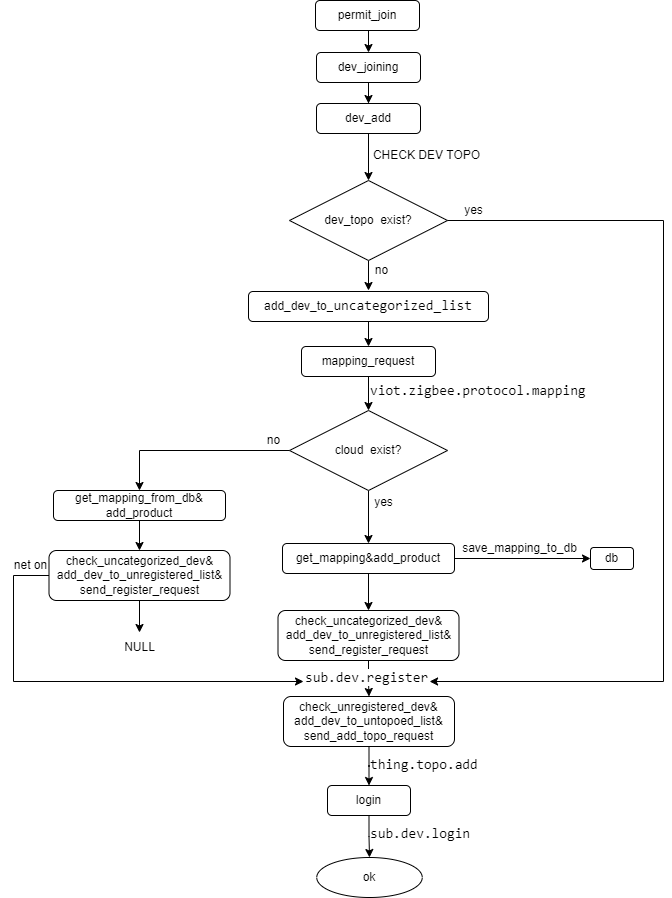 permit_join
dev_joining
dev_add
CHECK DEV TOPO
dev_topo exist?
yes
no
add_dev_to_uncategorized_list
mapping_request
viot.zigbee.protocol.mapping
cloud exist?
no
yes
get_mapping_from_db&
add_product
get_mapping&add_product
save_mapping_to_db
db
net on
check_uncategorized_dev&
add_dev_to_unregistered_list&
send_register_request
NULL
check_uncategorized_dev&
add_dev_to_unregistered_list&
send_register_request
sub.dev.register
check_unregistered_dev&
add_dev_to_untopoed_list&
send_add_topo_request
thing.topo.add
login
sub.dev.login
ok